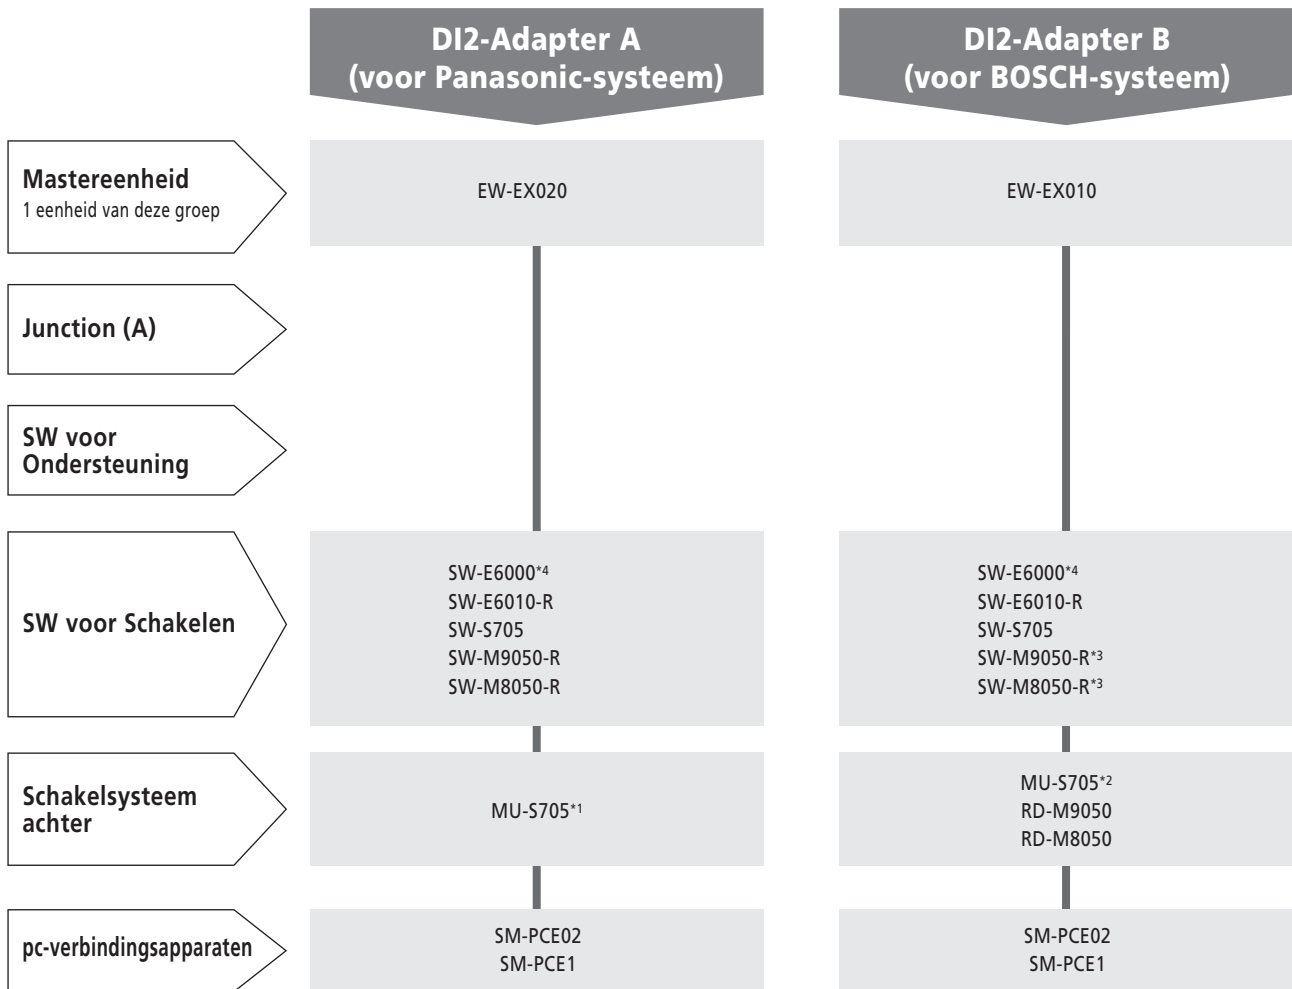 DI2-Adapter A
(voor Panasonic-systeem)
DI2-Adapter B
(voor BOSCH-systeem)
Mastereenheid
1 eenheid van deze groep
EW-EX020
EW-EX010
Junction (A)
SW voor
Ondersteuning
SW voor Schakelen
SW-E6000*4
SW-E6010-R
SW-S705
SW-M9050-R
SW-M8050-R
SW-E6000*4
SW-E6010-R
SW-S705
SW-M9050-R*3
SW-M8050-R*3
Schakelsysteem
achter
MU-S705*1
MU-S705*2
RD-M9050
RD-M8050
pc-verbindingsapparaten
SM-PCE02
SM-PCE1
SM-PCE02
SM-PCE1